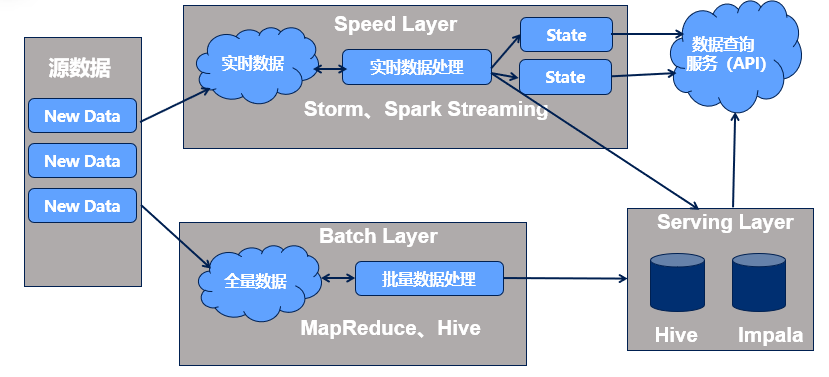 源数据
New Data
New Data
New Data
Speed Layer
实时数据
实时数据处理
State
State
Storm、Spark Streaming
数据查询
服务（API）
Batch Layer
全量数据
批量数据处理
MapReduce、Hive
Serving Layer
Hive
Impala